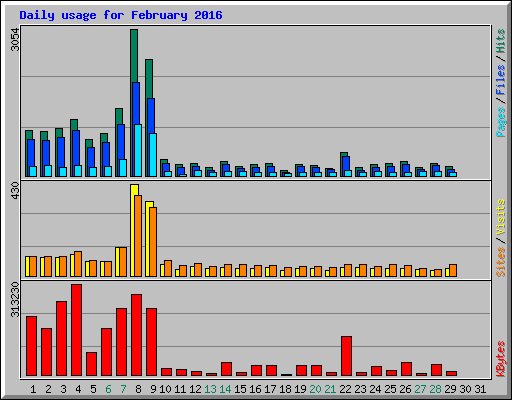 Daily usage for February 2016
3054
Pages / Files / Hits
430
Sites / Visits
313230
KBytes
1 2 3 4 5 6 7 8 9 10 11 12 13 14 15 16 17 18 19 20 21 22 23 24 25 26 27 28 29 30 31